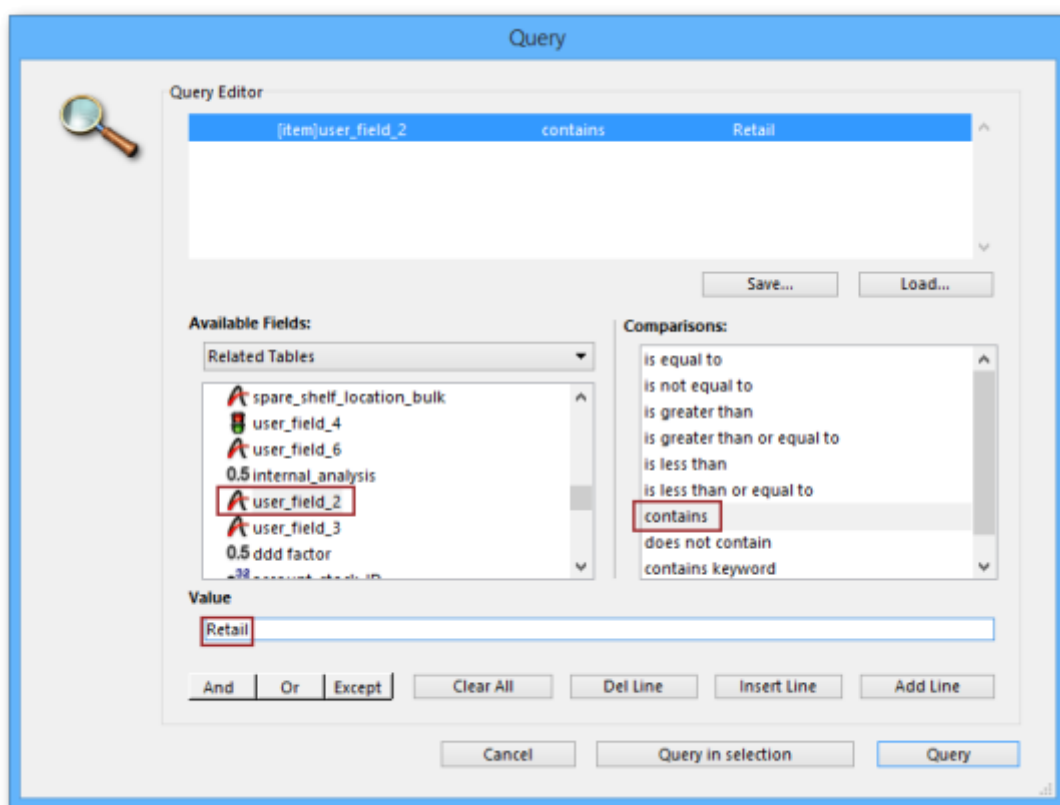 Query
Query Editor
[item]user_field_2 contains Retail
Save... Load...
Available Fields: Comparisons:
Related Tables
spare_shelf_location_bulk
user_field_4
user_field_6
0.5 internal_analysis
user_field_2
user_field_3
0.5 ddd factor
is equal to
is not equal to
is greater than
is greater than or equal to
is less than
is less than or equal to
contains
does not contain
contains keyword
Value
Retail
And Or Except Clear All Del Line Insert Line Add Line
Cancel Query in selection Query